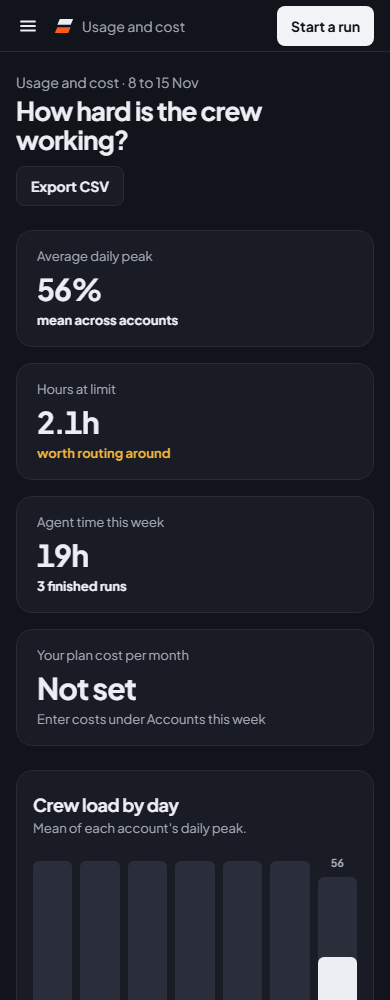 Usage and cost
Start a run
Usage and cost · 8 to 15 Nov
How hard is the crew
working?
Export CSV
Average daily peak
56%
mean across accounts
Hours at limit
2.1h
worth routing around
Agent time this week
19h
3 finished runs
Your plan cost per month
Not set
Enter costs under Accounts this week
Crew load by day
Mean of each account's daily peak.
56